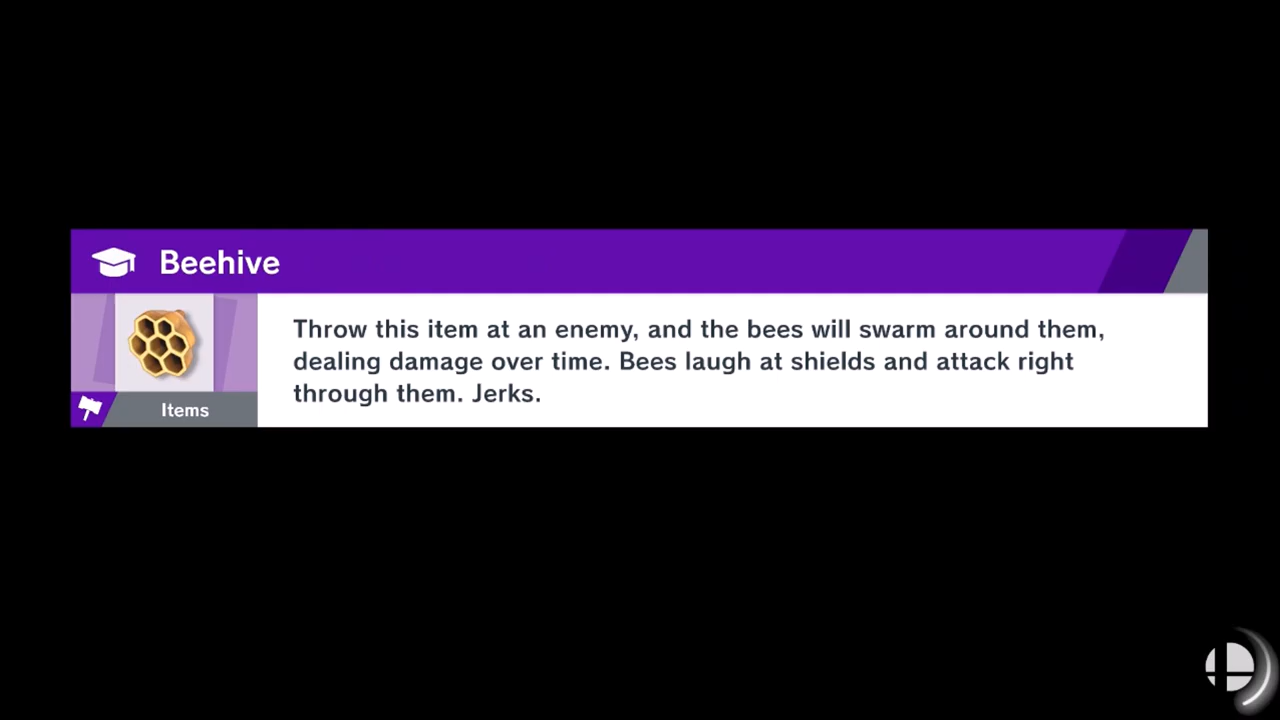 Beehive
Throw this item at an enemy, and the bees will swarm around them,
dealing damage over time. Bees laugh at shields and attack right
through them. Jerks.
Items